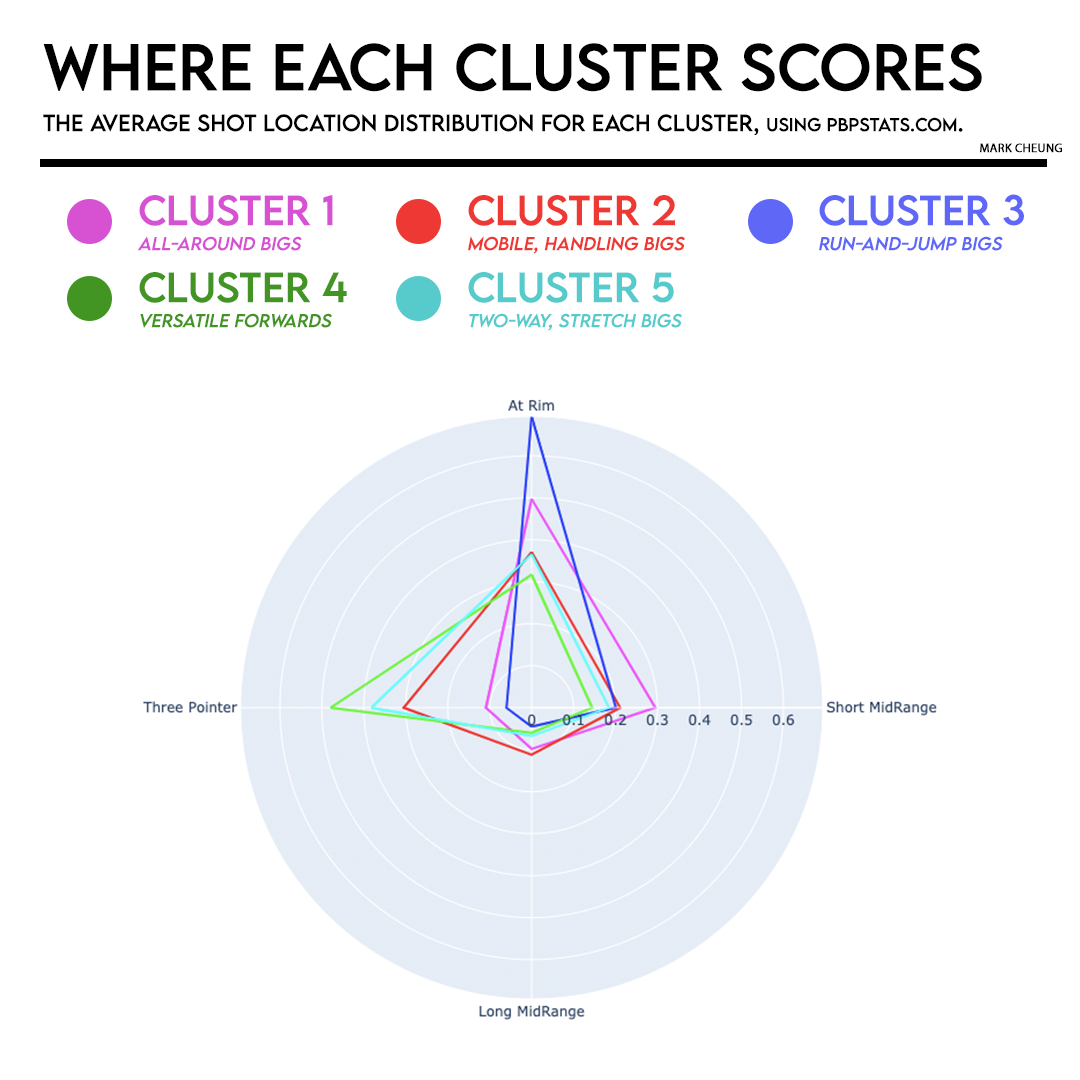 WHERE EACH CLUSTER SCORES
THE AVERAGE SHOT LOCATION DISTRIBUTION FOR EACH CLUSTER, USING PBPSTATS.COM.
MARK CHEUNG
CLUSTER 1
ALL-AROUND BIGS
CLUSTER 2
MOBILE, HANDLING BIGS
CLUSTER 3
RUN-AND-JUMP BIGS
CLUSTER 4
VERSATILE FORWARDS
CLUSTER 5
TWO-WAY, STRETCH BIGS
At Rim
Three Pointer
Short MidRange
0 0.1 0.2 0.3 0.4 0.5 0.6
Long MidRange